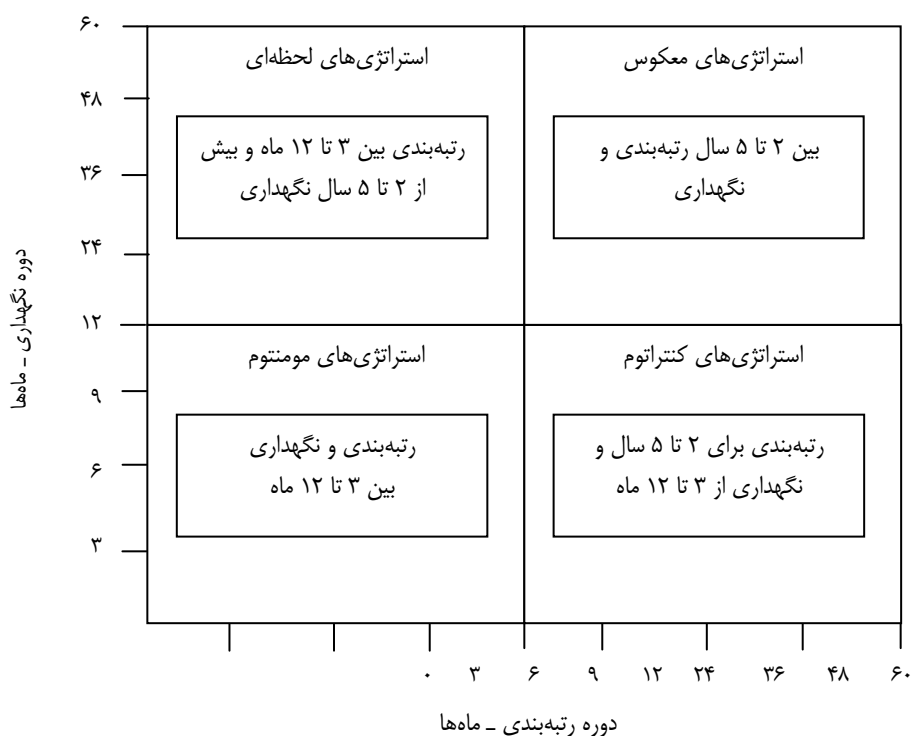 ۶۰
استراتژی‌های لحظه‌ای
استراتژی‌های معکوس
۴۸
رتبه‌بندی بین ۳ تا ۱۲ ماه و بیش
از ۲ تا ۵ سال نگهداری
بین ۲ تا ۵ سال رتبه‌بندی و
نگهداری
۳۶
۲۴
۱۲
دوره نگهداری ـ ماه‌ها
استراتژی‌های مومنتوم
استراتژی‌های کنتراتوم
۹
رتبه‌بندی و نگهداری
بین ۳ تا ۱۲ ماه
رتبه‌بندی برای ۲ تا ۵ سال و
نگهداری از ۳ تا ۱۲ ماه
۶
۳
۰ ۳ ۶ ۹ ۱۲ ۲۴ ۳۶ ۴۸ ۶۰
دوره رتبه‌بندی ـ ماه‌ها